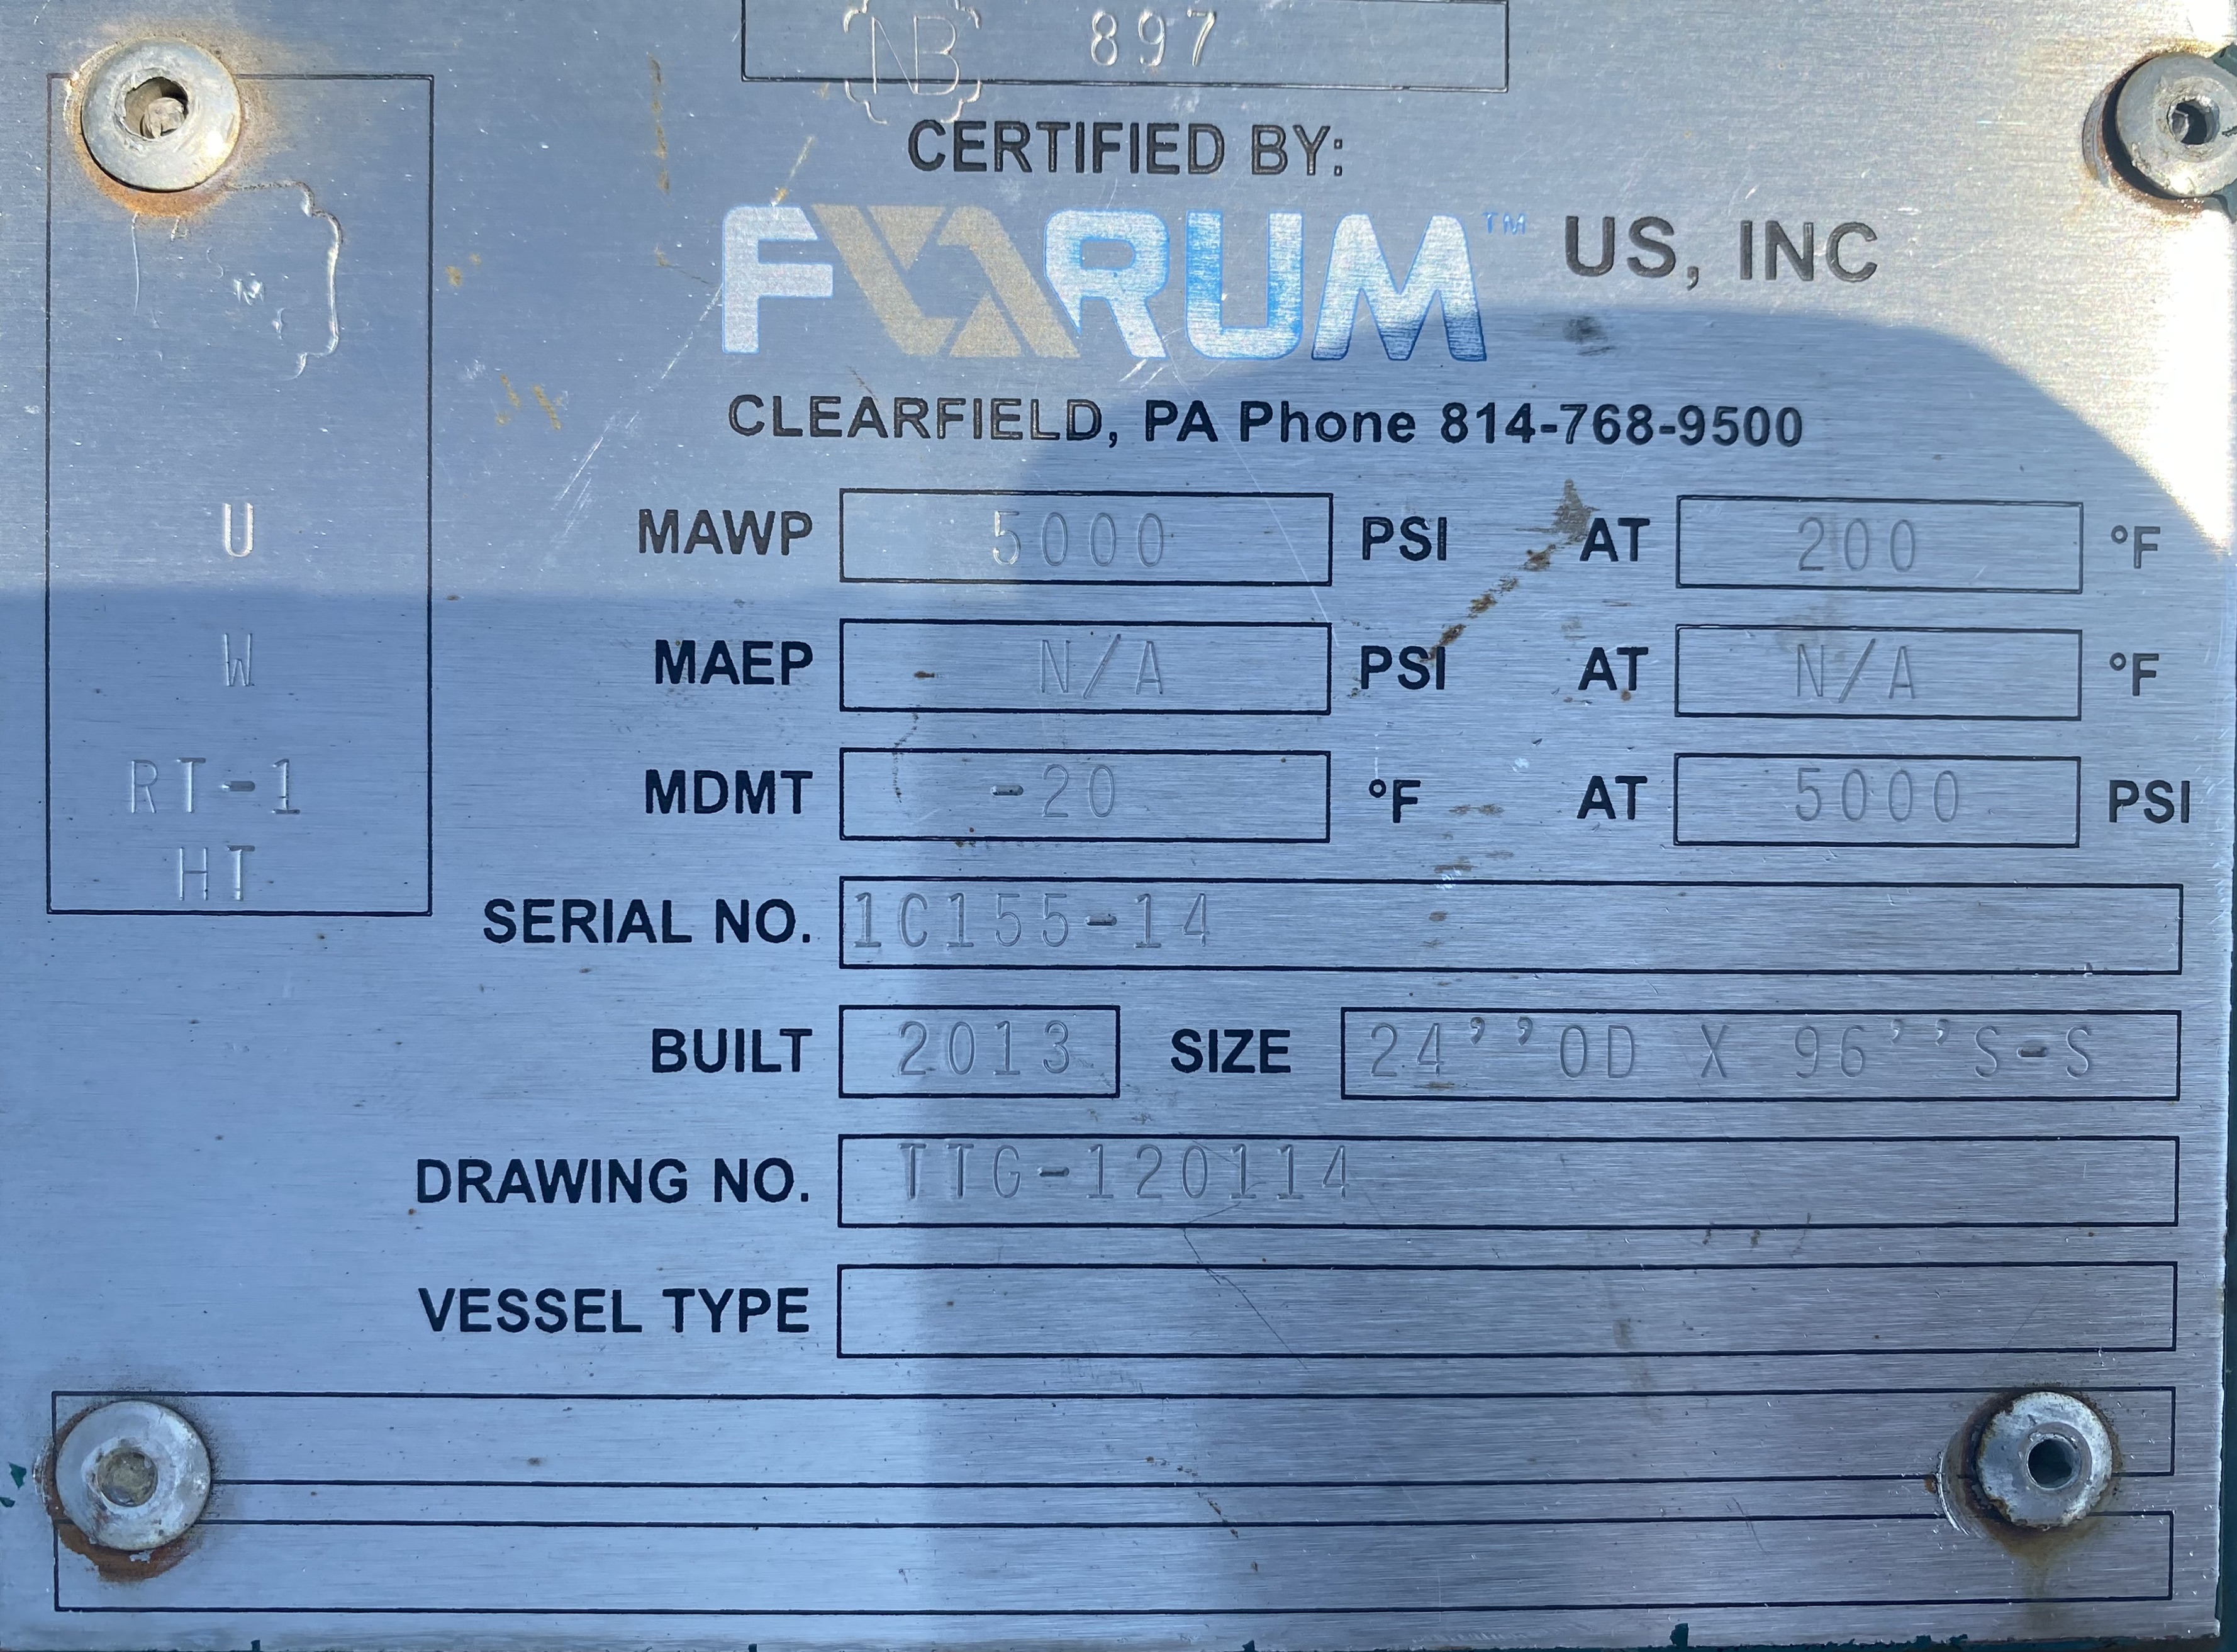 NB 897
CERTIFIED BY:
FORUM™ US, INC
CLEARFIELD, PA Phone 814-768-9500
U
W
RT-1
HT
MAWP 5000 PSI AT 200 °F
MAEP N/A PSI AT N/A °F
MDMT -20 °F AT 5000 PSI
SERIAL NO. 1C155-14
BUILT 2013 SIZE 24’’OD X 96’’S-S
DRAWING NO. TTG-120114
VESSEL TYPE